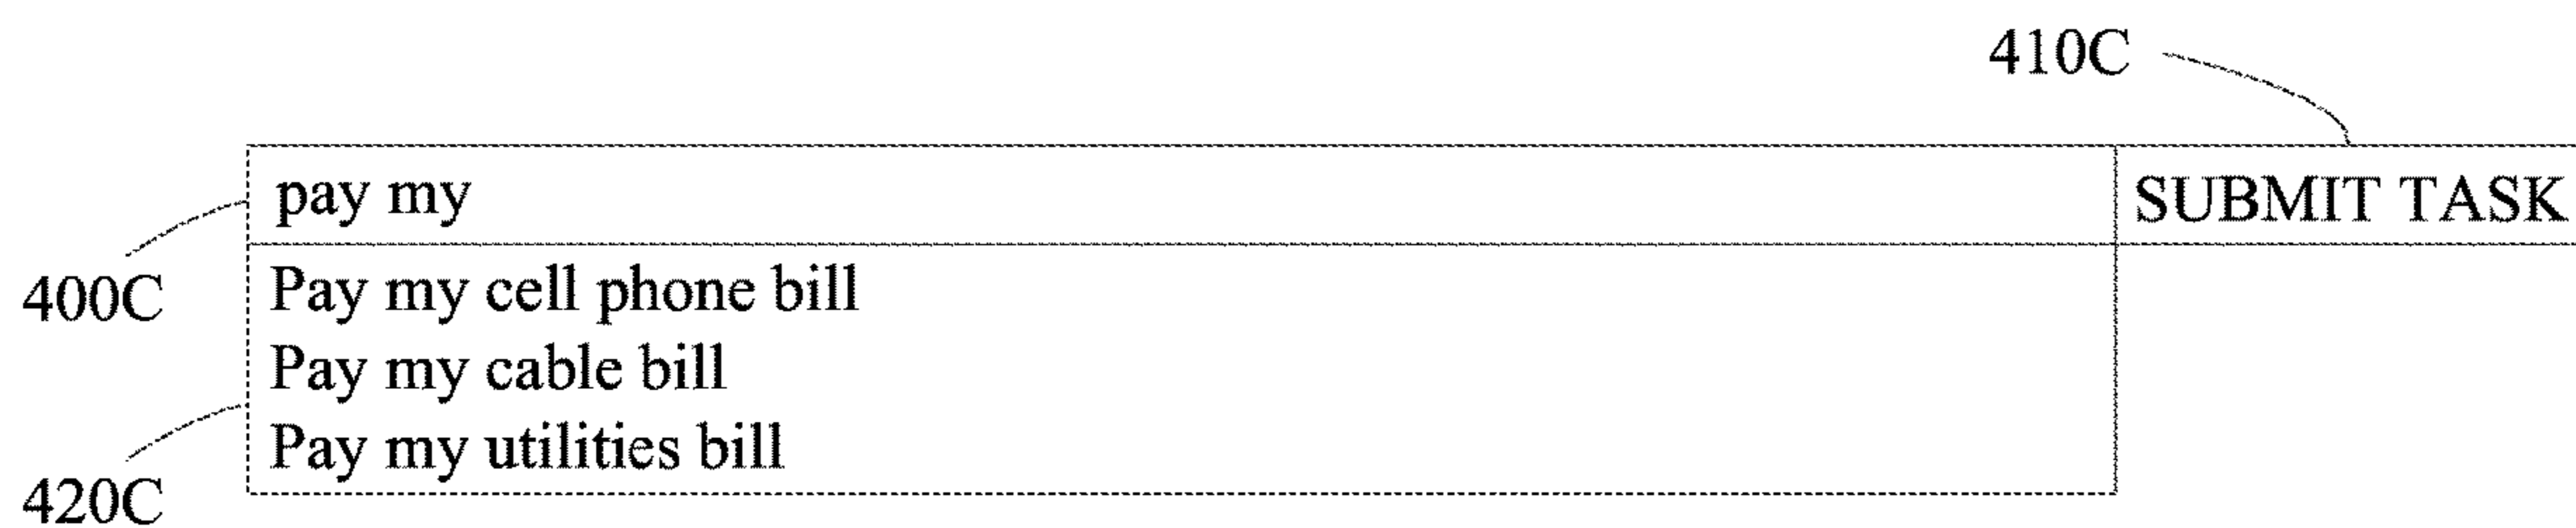 410C
pay my
SUBMIT TASK
400C
Pay my cell phone bill
Pay my cable bill
Pay my utilities bill
420C